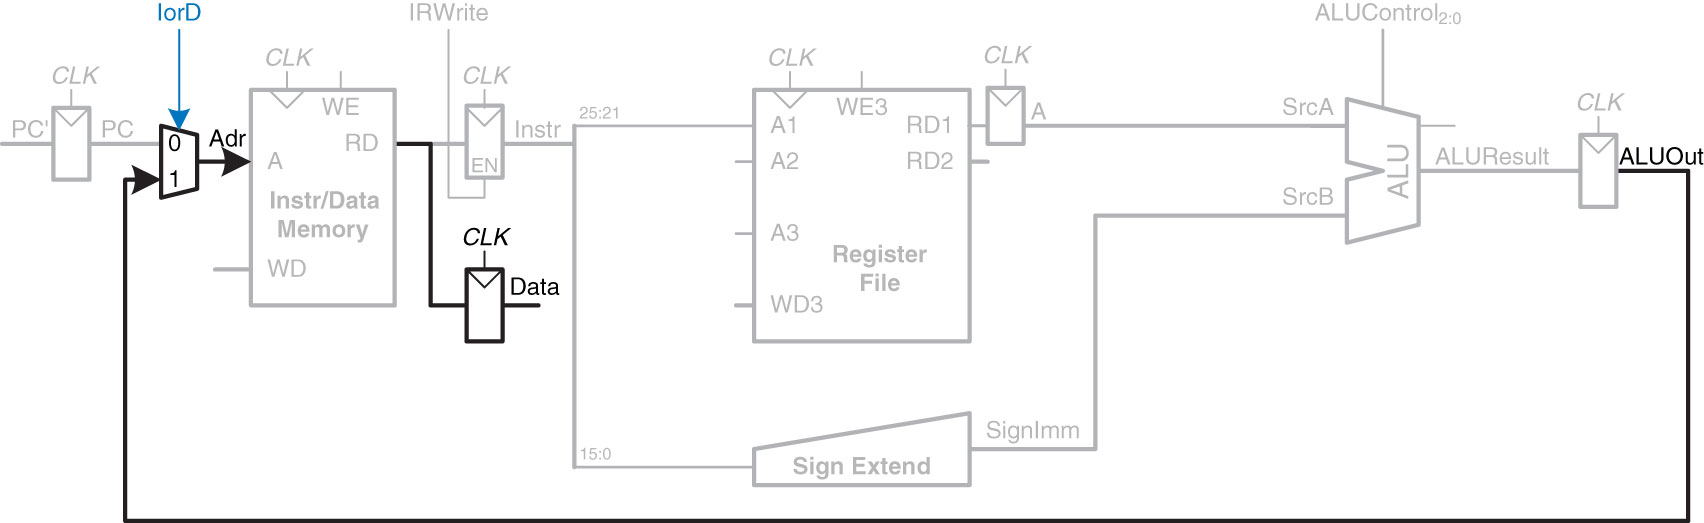 IorD
IRWrite
ALUControl2:0
CLK
CLK
CLK
CLK
CLK
CLK
PC'
PC
0
1
Adr
WE
RD
A
Instr/Data
Memory
WD
EN
Instr
CLK
Data
25:21
15:0
WE3
A1
RD1
A2
RD2
A3
Register
File
WD3
A
SrcA
SrcB
ALU
ALUResult
CLK
ALUOut
SignImm
Sign Extend